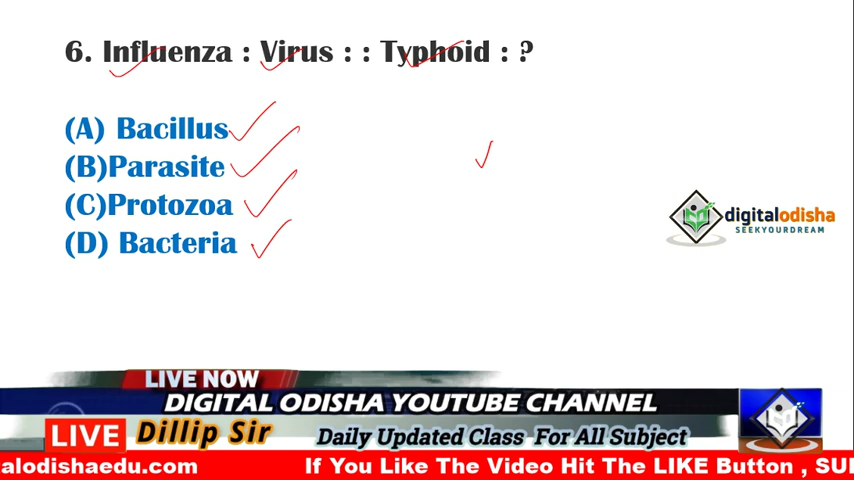 6. Influenza : Virus : : Typhoid : ?
(A) Bacillus
(B)Parasite
(C)Protozoa
(D) Bacteria
digitalodisha
SEEKYOURDREAM
LIVE NOW
DIGITAL ODISHA YOUTUBE CHANNEL
LIVE Dillip Sir Daily Updated Class For All Subject
alodishaedu.com If You Like The Video Hit The LIKE Button , SUB